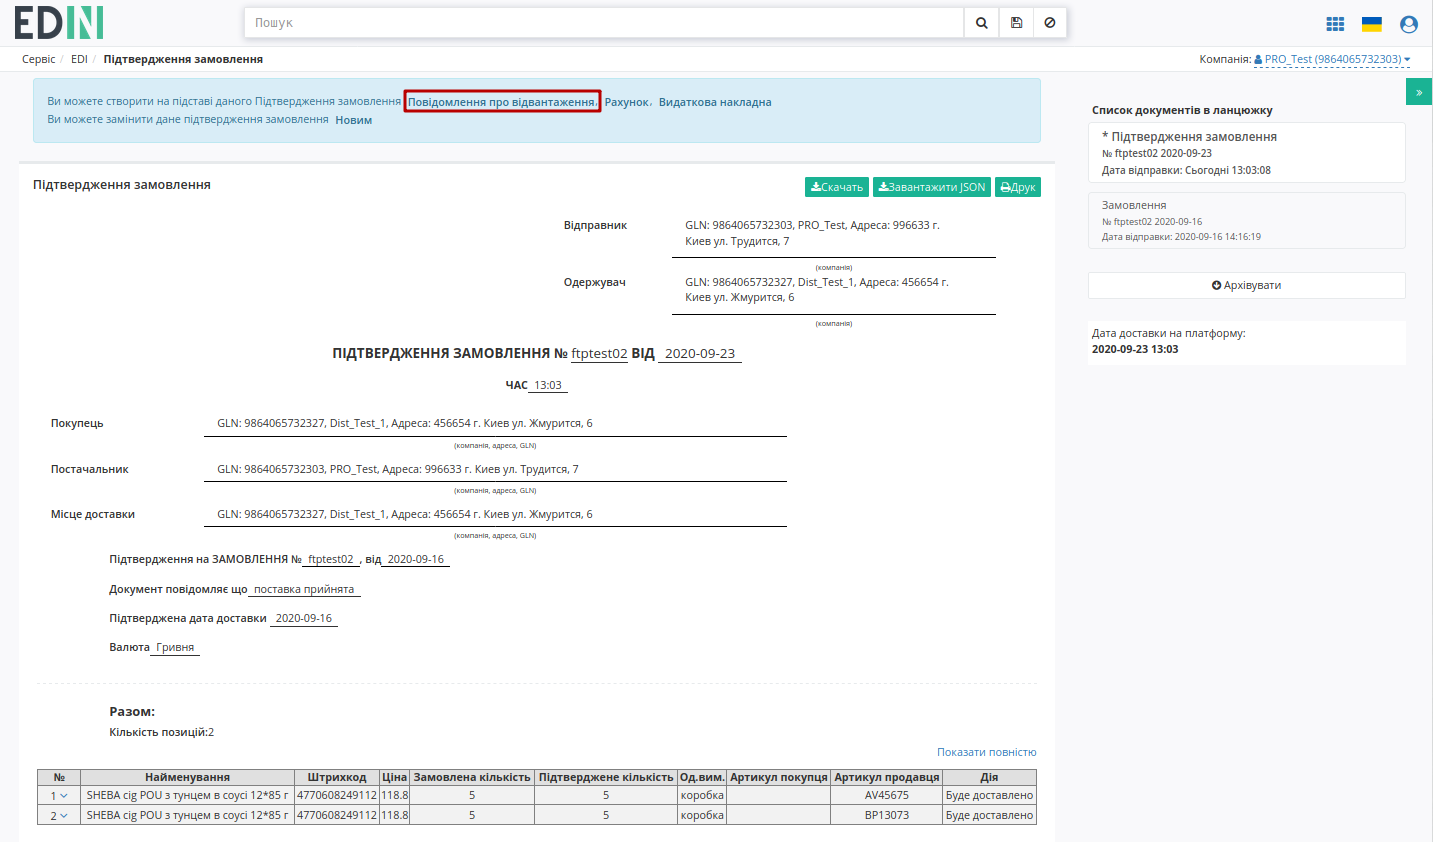 EDIN
Пошук
Сервіс / EDI / Підтвердження замовлення
Компанія: PRO_Test (9864065732303)
Ви можете створити на підставі даного Підтвердження замовлення Повідомлення про відвантаження, Рахунок, Видаткова накладна
Ви можете замінити дане підтвердження замовлення Новим
»
Список документів в ланцюжку
* Підтвердження замовлення
№ ftptest02 2020-09-23
Дата відправки: Сьогодні 13:03:08
Замовлення
№ ftptest02 2020-09-16
Дата відправки: 2020-09-16 14:16:19
Архівувати
Дата доставки на платформу:
2020-09-23 13:03
Підтвердження замовлення
Скачать Завантажити JSON Друк
Відправник GLN: 9864065732303, PRO_Test, Адреса: 996633 г.
Киев ул. Трудится, 7
(компанія)
Одержувач GLN: 9864065732327, Dist_Test_1, Адреса: 456654 г.
Киев ул. Жмурится, 6
(компанія)
ПІДТВЕРДЖЕННЯ ЗАМОВЛЕННЯ № ftptest02 ВІД 2020-09-23
ЧАС 13:03
Покупець GLN: 9864065732327, Dist_Test_1, Адреса: 456654 г. Киев ул. Жмурится, 6
(компанія, адреса, GLN)
Постачальник GLN: 9864065732303, PRO_Test, Адреса: 996633 г. Киев ул. Трудится, 7
(компанія, адреса, GLN)
Місце доставки GLN: 9864065732327, Dist_Test_1, Адреса: 456654 г. Киев ул. Жмурится, 6
(компанія, адреса, GLN)
Підтвердження на ЗАМОВЛЕННЯ № ftptest02 , від 2020-09-16
Документ повідомляє що поставка прийнята
Підтверджена дата доставки 2020-09-16
Валюта Гривня
Разом:
Кількість позицій:2
Показати повністю
№ Найменування Штрихкод Ціна Замовлена кількість Підтверджене кількість Од.вим. Артикул покупця Артикул продавця Дія
1 SHEBA cig POU з тунцем в соусі 12*85 г 4770608249112 118.8 5 5 коробка AV45675 Буде доставлено
2 SHEBA cig POU з тунцем в соусі 12*85 г 4770608249112 118.8 5 5 коробка BP13073 Буде доставлено